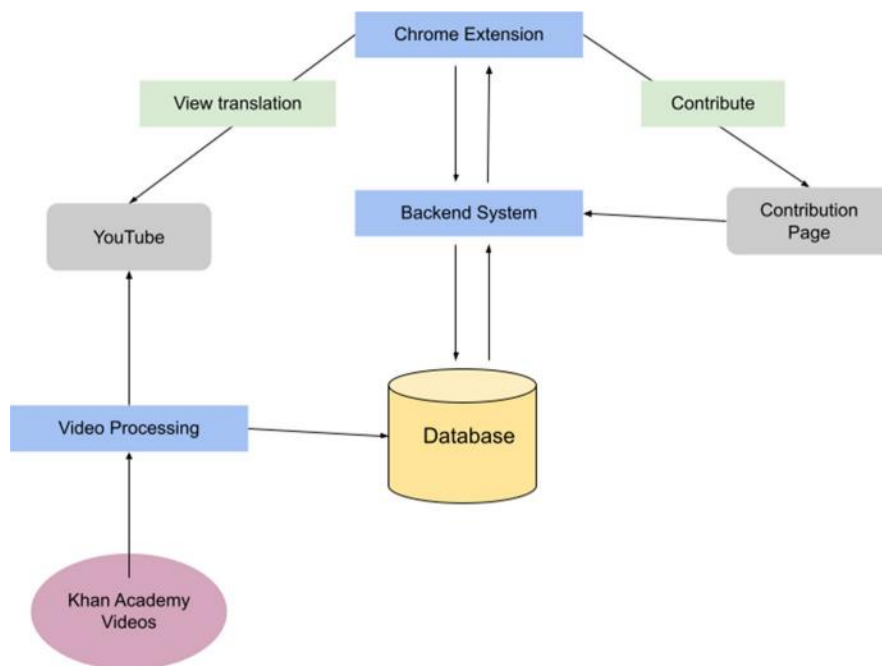 Chrome Extension
View translation
Contribute
Backend System
Contribution
Page
YouTube
Video Processing
Database
Khan Academy
Videos